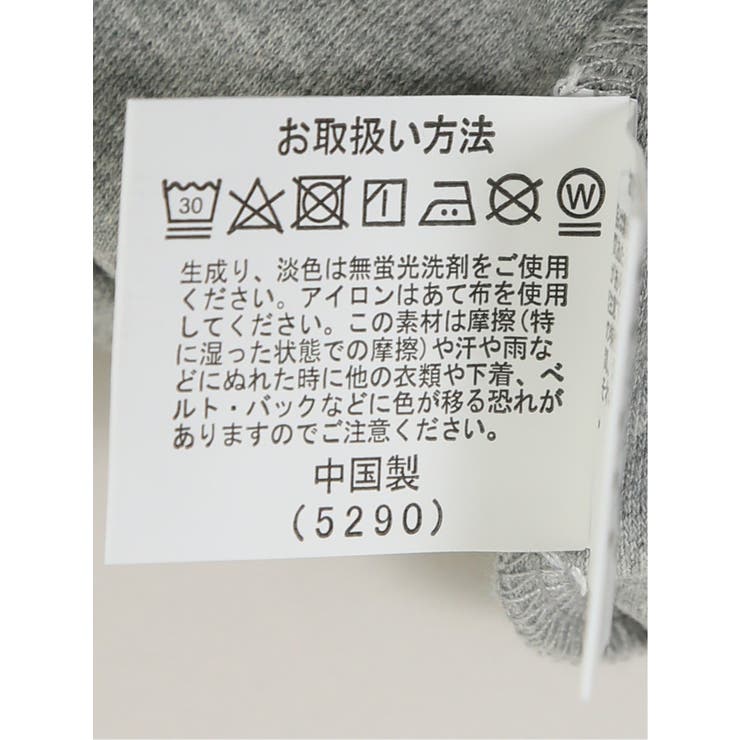 お取扱い方法
30
W
生成り、淡色は無蛍光洗剤をご使用
ください。アイロンはあて布を使用
してください。この素材は摩擦(特
に湿った状態での摩擦)や汗や雨な
どにぬれた時に他の衣類や下着、ベ
ルト・バックなどに色が移る恐れが
ありますのでご注意ください。
中国製
(5290)